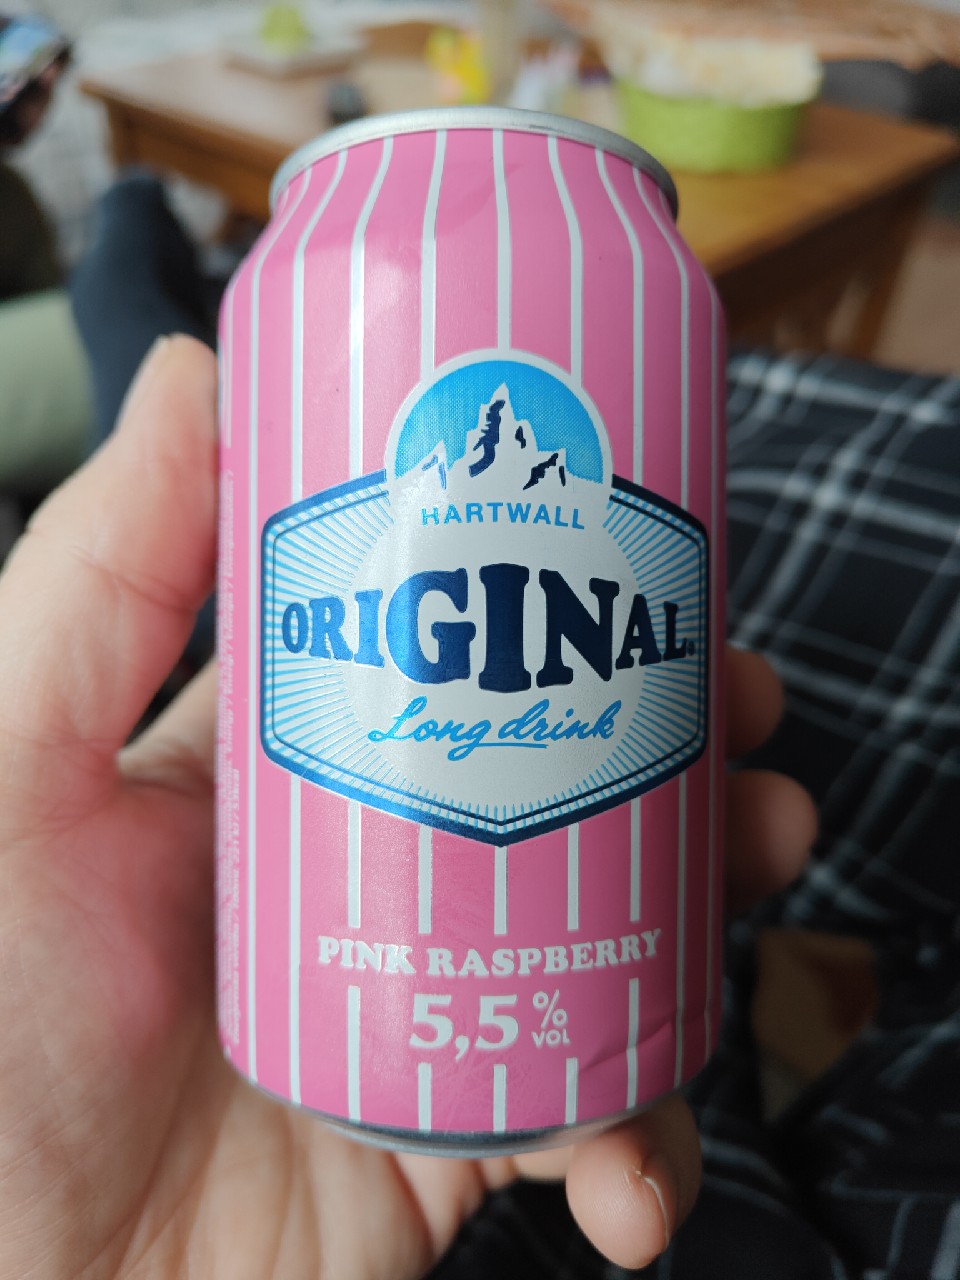 HARTWALL
ORIGINAL.
Long drink
PINK RASPBERRY
5,5 % VOL